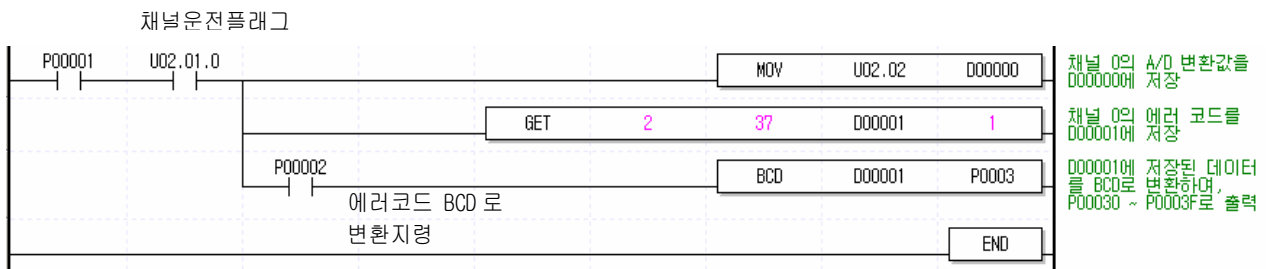 채널운전플래그
P00001 U02.01.0 MOV U02.02 D00000 채널 0의 A/D 변환값을
D00000에 저장
GET 2 37 D00001 1 채널 0의 에러 코드를
D00001에 저장
P00002 BCD D00001 P0003 D00001에 저장된 데이터
를 BCD로 변환하여,
P00030 ~ P0003F로 출력
에러코드 BCD 로
변환지령
END